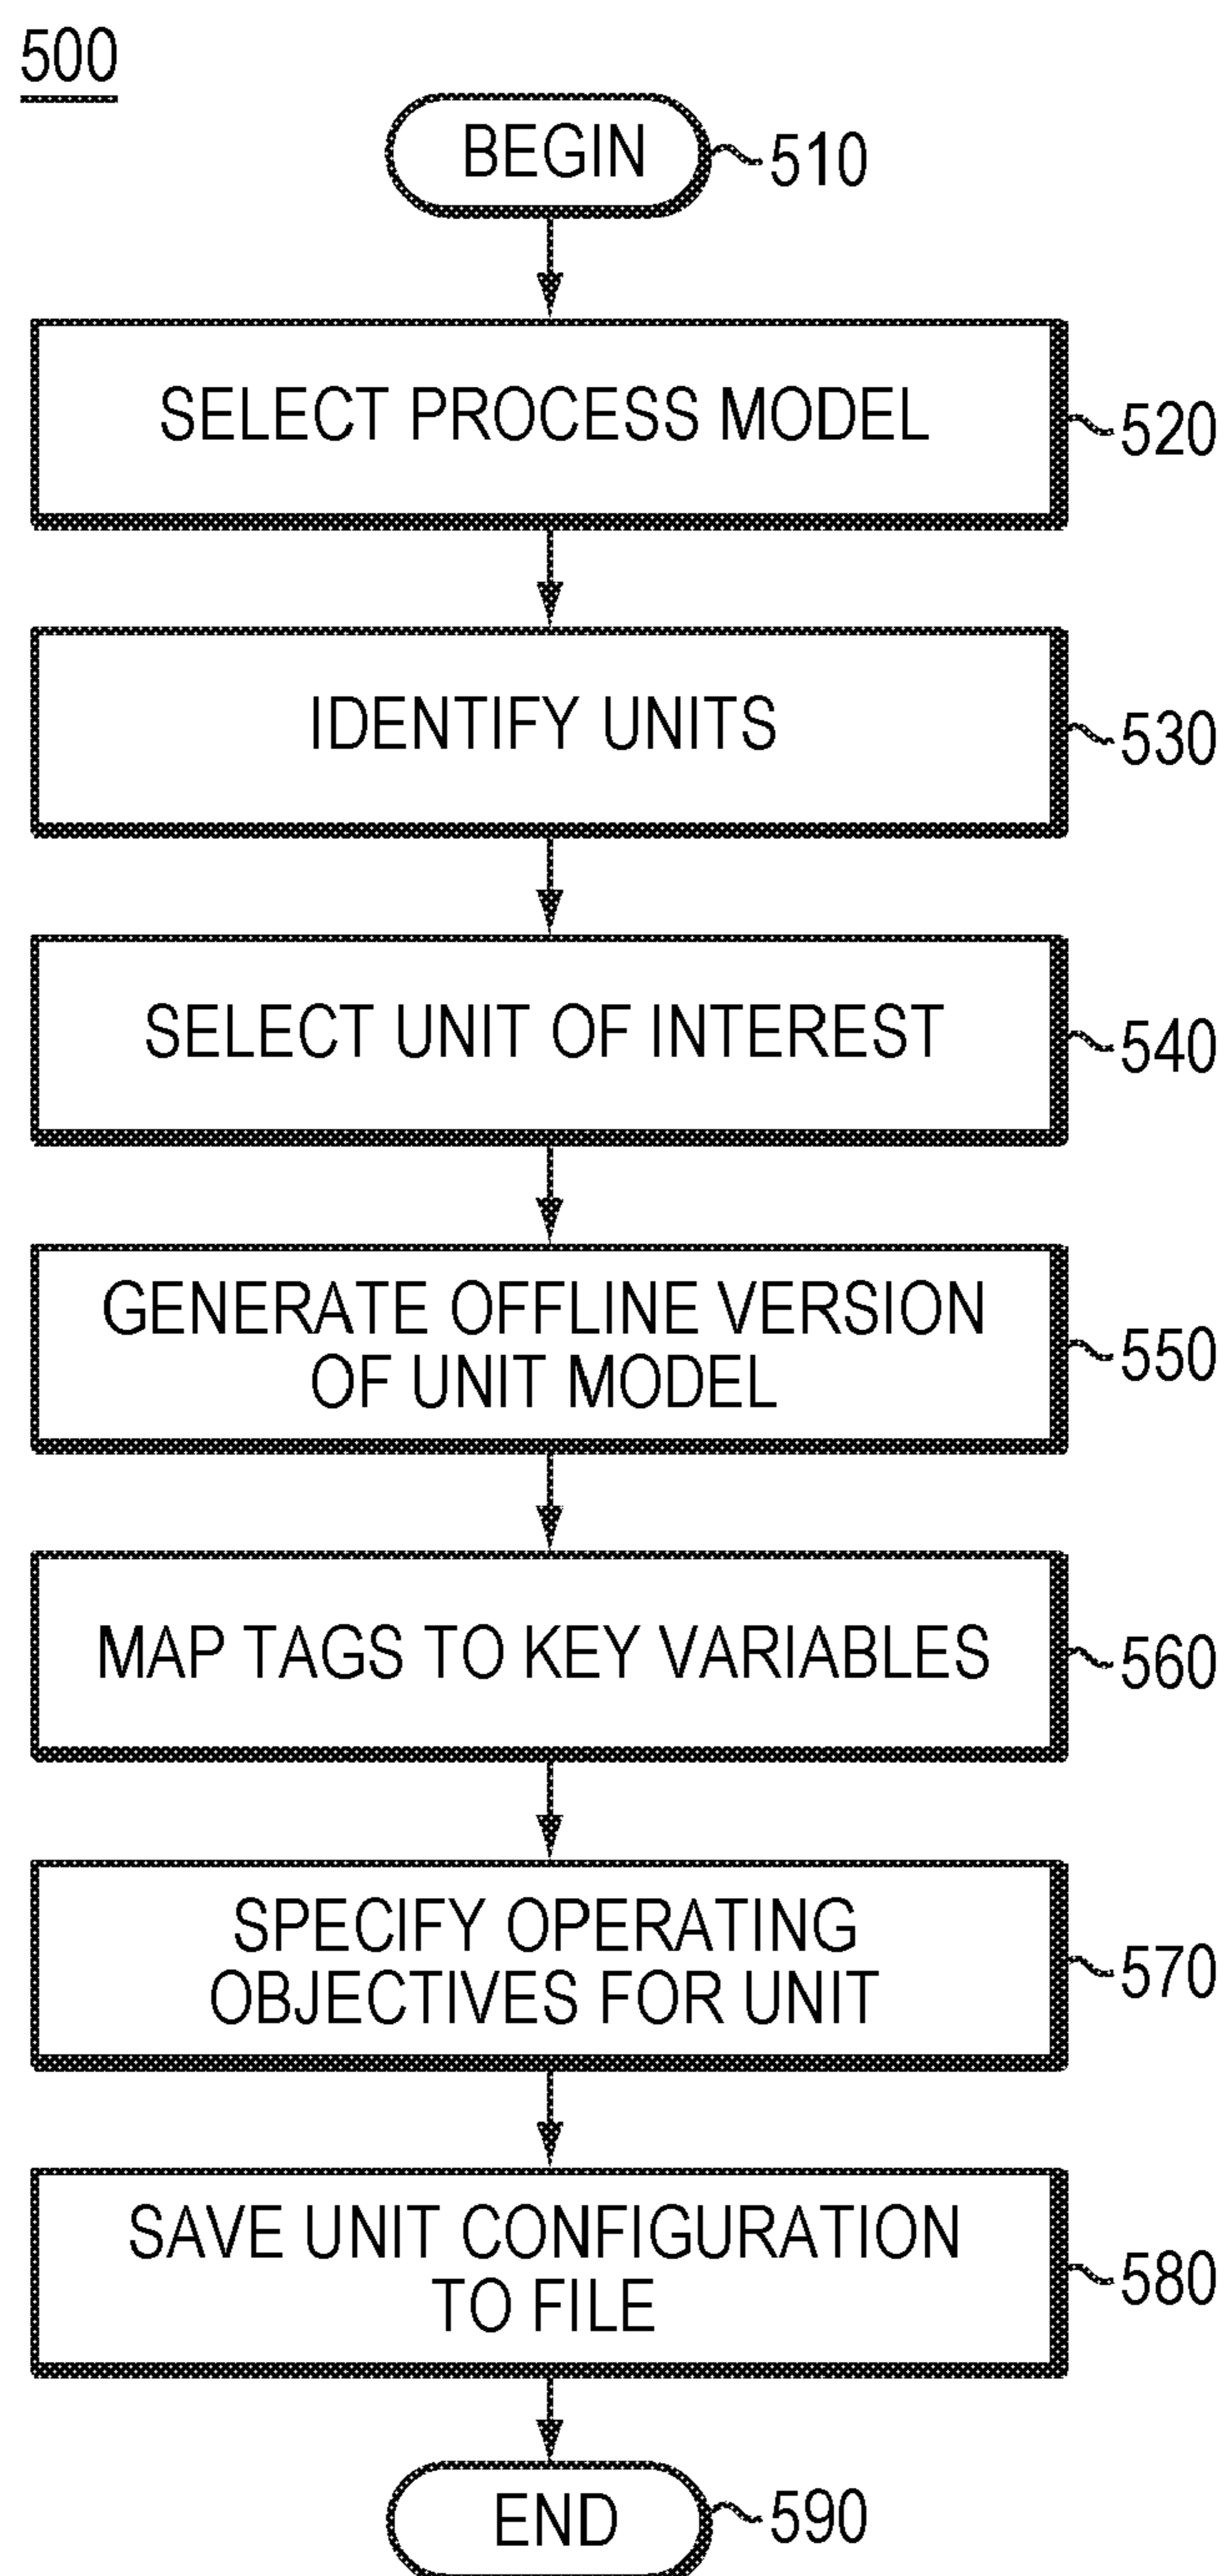 500
BEGIN
510
SELECT PROCESS MODEL
520
IDENTIFY UNITS
530
SELECT UNIT OF INTEREST
540
GENERATE OFFLINE VERSION
OF UNIT MODEL
550
MAP TAGS TO KEY VARIABLES
560
SPECIFY OPERATING
OBJECTIVES FOR UNIT
570
SAVE UNIT CONFIGURATION
TO FILE
580
END
590